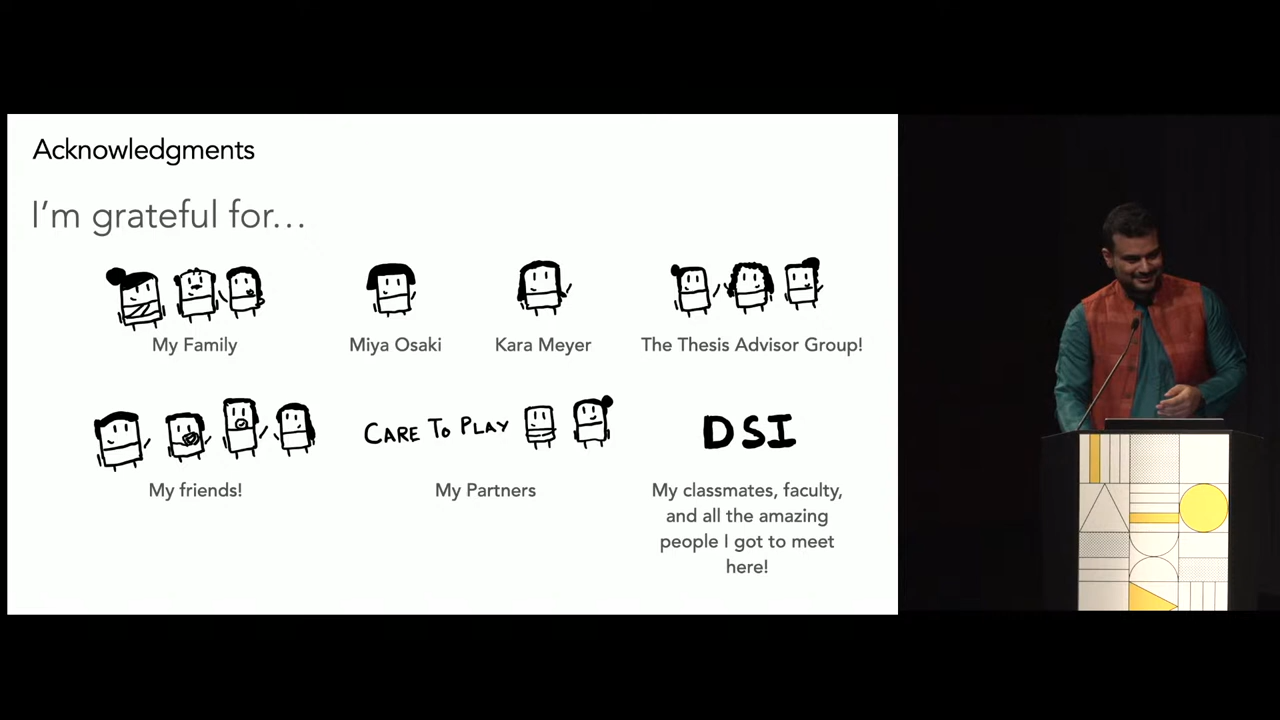 Acknowledgments
I'm grateful for...
My Family
Miya Osaki
Kara Meyer
The Thesis Advisor Group!
CARE TO PLAY
DSI
My friends!
My Partners
My classmates, faculty,
and all the amazing
people I got to meet
here!